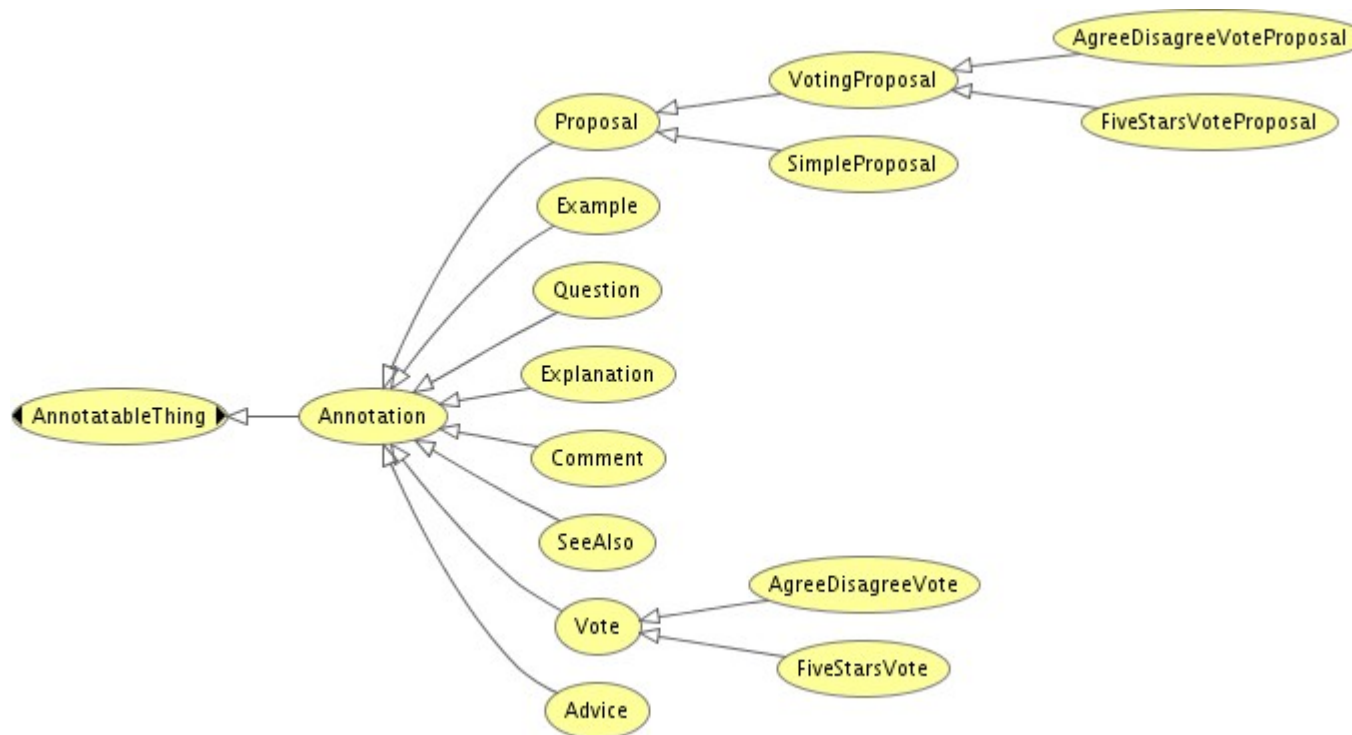 AgreeDisagreeVoteProposal
VotingProposal
Proposal
FiveStarsVoteProposal
SimpleProposal
Example
Question
Explanation
AnnotatableThing
Annotation
Comment
SeeAlso
AgreeDisagreeVote
Vote
FiveStarsVote
Advice